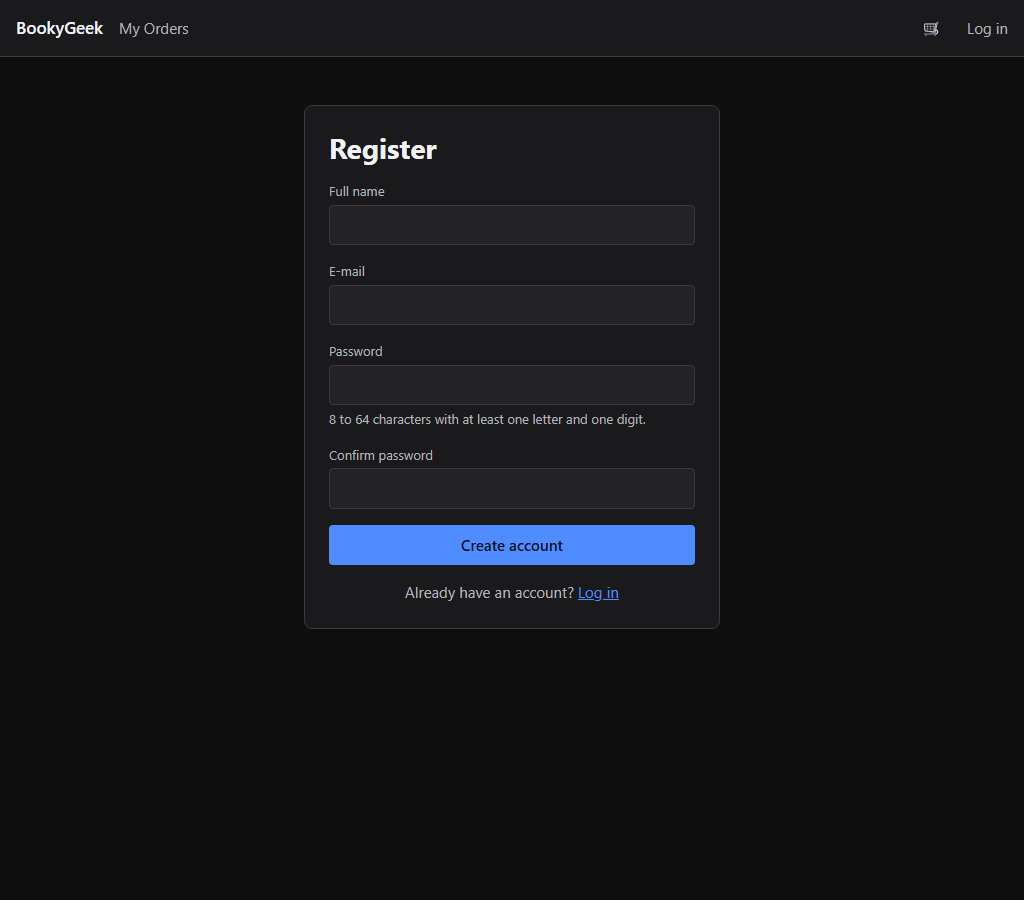 BookyGeek My Orders Log in
Register
Full name
E-mail
Password
8 to 64 characters with at least one letter and one digit.
Confirm password
Create account
Already have an account? Log in